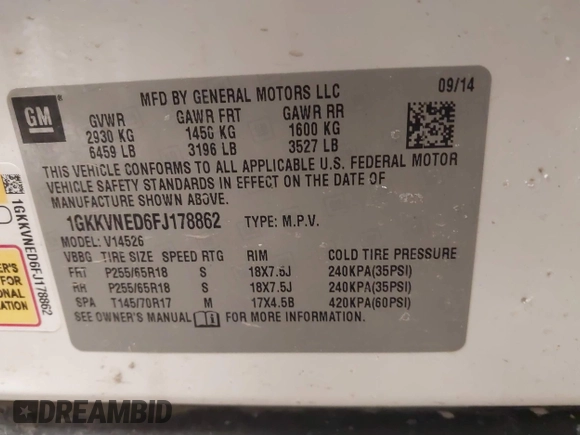 GM
MFD BY GENERAL MOTORS LLC 09/14
GVWR GAWR FRT GAWR RR
2930 KG 1450 KG 1600 KG
6459 LB 3196 LB 3527 LB
THIS VEHICLE CONFORMS TO ALL APPLICABLE U.S. FEDERAL MOTOR
VEHICLE SAFETY STANDARDS IN EFFECT ON THE DATE OF
MANUFACTURE SHOWN ABOVE.
1GKKVNED6FJ178862 TYPE: M.P.V.
MODEL: V14526
VBBG TIRE SIZE SPEED RTG RIM COLD TIRE PRESSURE
FRT P255/65R18 S 18X7.5J 240KPA(35PSI)
RR P255/65R18 S 18X7.5J 240KPA(35PSI)
SPA T145/70R17 M 17X4.5B 420KPA(60PSI)
SEE OWNER'S MANUAL FOR MORE INFORMATION.
1GKKVNED6FJ178862
ER'S
FOR
ONAL
ATION
DREAMBID